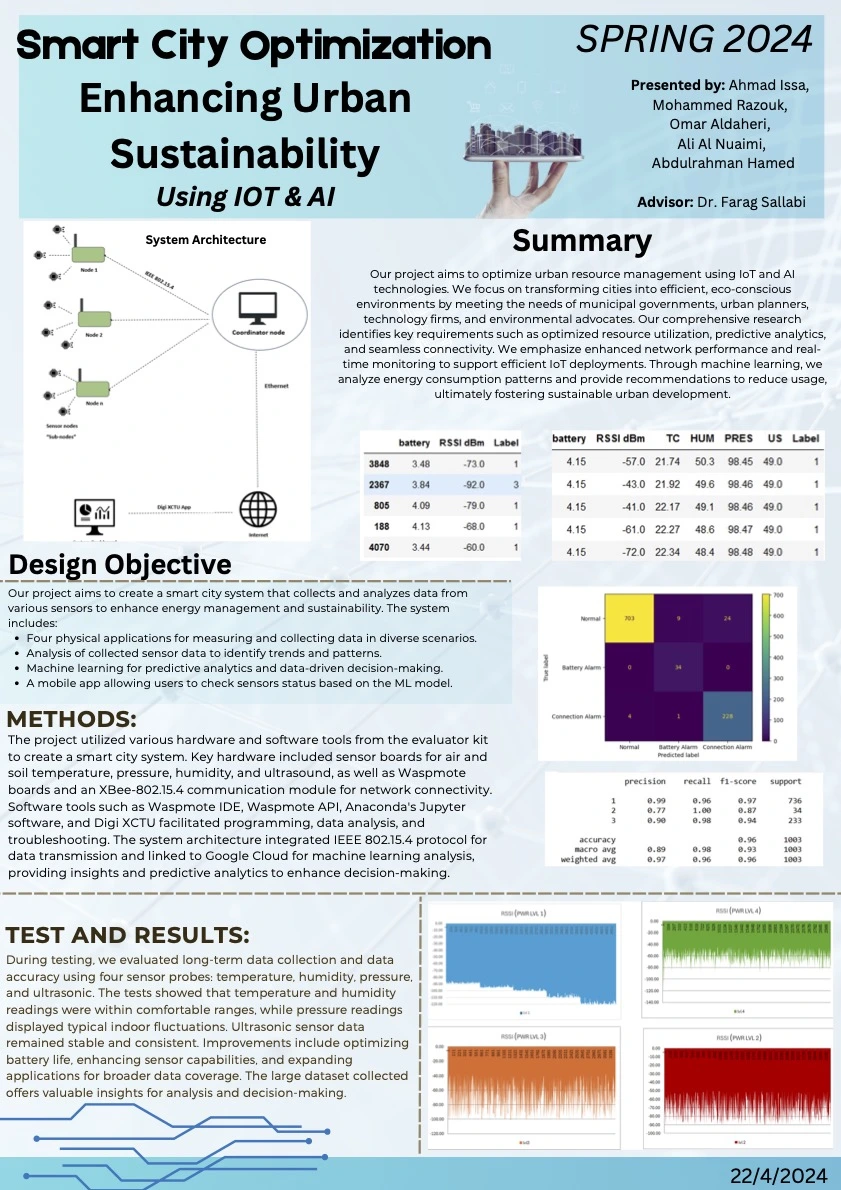 Smart City Optimization
Enhancing Urban
Sustainability
Using IOT & AI
SPRING 2024
Presented by: Ahmad Issa,
Mohammed Razouk,
Omar Aldaheri,
Ali Al Nuaimi,
Abdulrahman Hamed
Advisor: Dr. Farag Sallabi
System Architecture
Node 1
IEEE 802.15.4
Node 2
Coordinator node
Node n
Ethernet
Sensor nodes
"Sub nodes"
Digi XCTU App
Internet
Summary
Our project aims to optimize urban resource management using IoT and AI
technologies. We focus on transforming cities into efficient, eco-conscious
environments by meeting the needs of municipal governments, urban planners,
technology firms, and environmental advocates. Our comprehensive research
identifies key requirements such as optimized resource utilization, predictive analytics,
and seamless connectivity. We emphasize enhanced network performance and real-
time monitoring to support efficient IoT deployments. Through machine learning, we
analyze energy consumption patterns and provide recommendations to reduce usage,
ultimately fostering sustainable urban development.
battery RSSI dBm Label
3848 3.48 -73.0 1
2367 3.84 -92.0 3
805 4.09 -79.0 1
188 4.13 -68.0 1
4070 3.44 -60.0 1
battery RSSI dBm TC HUM PRES US Label
4.15 -57.0 21.74 50.3 98.45 49.0 1
4.15 -43.0 21.92 49.6 98.46 49.0 1
4.15 -41.0 22.17 49.1 98.46 49.0 1
4.15 -61.0 22.27 48.6 98.47 49.0 1
4.15 -72.0 22.34 48.4 98.48 49.0 1
Design Objective
Our project aims to create a smart city system that collects and analyzes data from
various sensors to enhance energy management and sustainability. The system
includes:
• Four physical applications for measuring and collecting data in diverse scenarios.
• Analysis of collected sensor data to identify trends and patterns.
• Machine learning for predictive analytics and data-driven decision-making.
• A mobile app allowing users to check sensors status based on the ML model.
METHODS:
The project utilized various hardware and software tools from the evaluator kit
to create a smart city system. Key hardware included sensor boards for air and
soil temperature, pressure, humidity, and ultrasound, as well as Waspmote
boards and an XBee-802.15.4 communication module for network connectivity.
Software tools such as Waspmote IDE, Waspmote API, Anaconda's Jupyter
software, and Digi XCTU facilitated programming, data analysis, and
troubleshooting. The system architecture integrated IEEE 802.15.4 protocol for
data transmission and linked to Google Cloud for machine learning analysis,
providing insights and predictive analytics to enhance decision-making.
True label
Normal 703 9 24
Battery Alarm 0 34 0
Connection Alarm 4 1 228
Normal Battery Alarm Connection Alarm
Predicted label
700
600
500
400
300
200
100
0
precision recall f1-score support
1 0.99 0.96 0.97 736
2 0.77 1.00 0.87 34
3 0.90 0.98 0.94 233
accuracy 0.96 1003
macro avg 0.89 0.98 0.93 1003
weighted avg 0.97 0.96 0.96 1003
TEST AND RESULTS:
During testing, we evaluated long-term data collection and data
accuracy using four sensor probes: temperature, humidity, pressure,
and ultrasonic. The tests showed that temperature and humidity
readings were within comfortable ranges, while pressure readings
displayed typical indoor fluctuations. Ultrasonic sensor data
remained stable and consistent. Improvements include optimizing
battery life, enhancing sensor capabilities, and expanding
applications for broader data coverage. The large dataset collected
offers valuable insights for analysis and decision-making.
RSSI (PWR LVL 1)
RSSI (PWR LVL 4)
RSSI (PWR LVL 3)
RSSI (PWR LVL 2)
22/4/2024